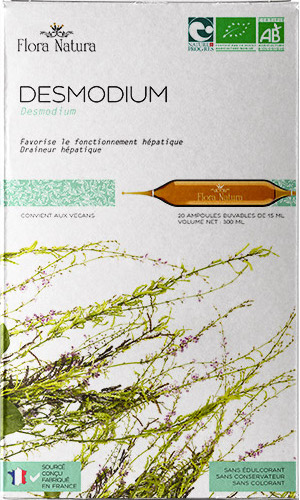 Flora Natura
NATURE & PROGRÈS
AB
DESMODIUM
Desmodium
Favorise le fonctionnement hépatique
Draineur hépatique
Flora Natura
CONVIENT AUX VEGANS
20 AMPOULES BUVABLES DE 15 ML
VOLUME NET : 300 ML
SOURCÉ
CONÇU
FABRIQUÉ
EN FRANCE
SANS ÉDULCORANT
SANS CONSERVATEUR
SANS COLORANT